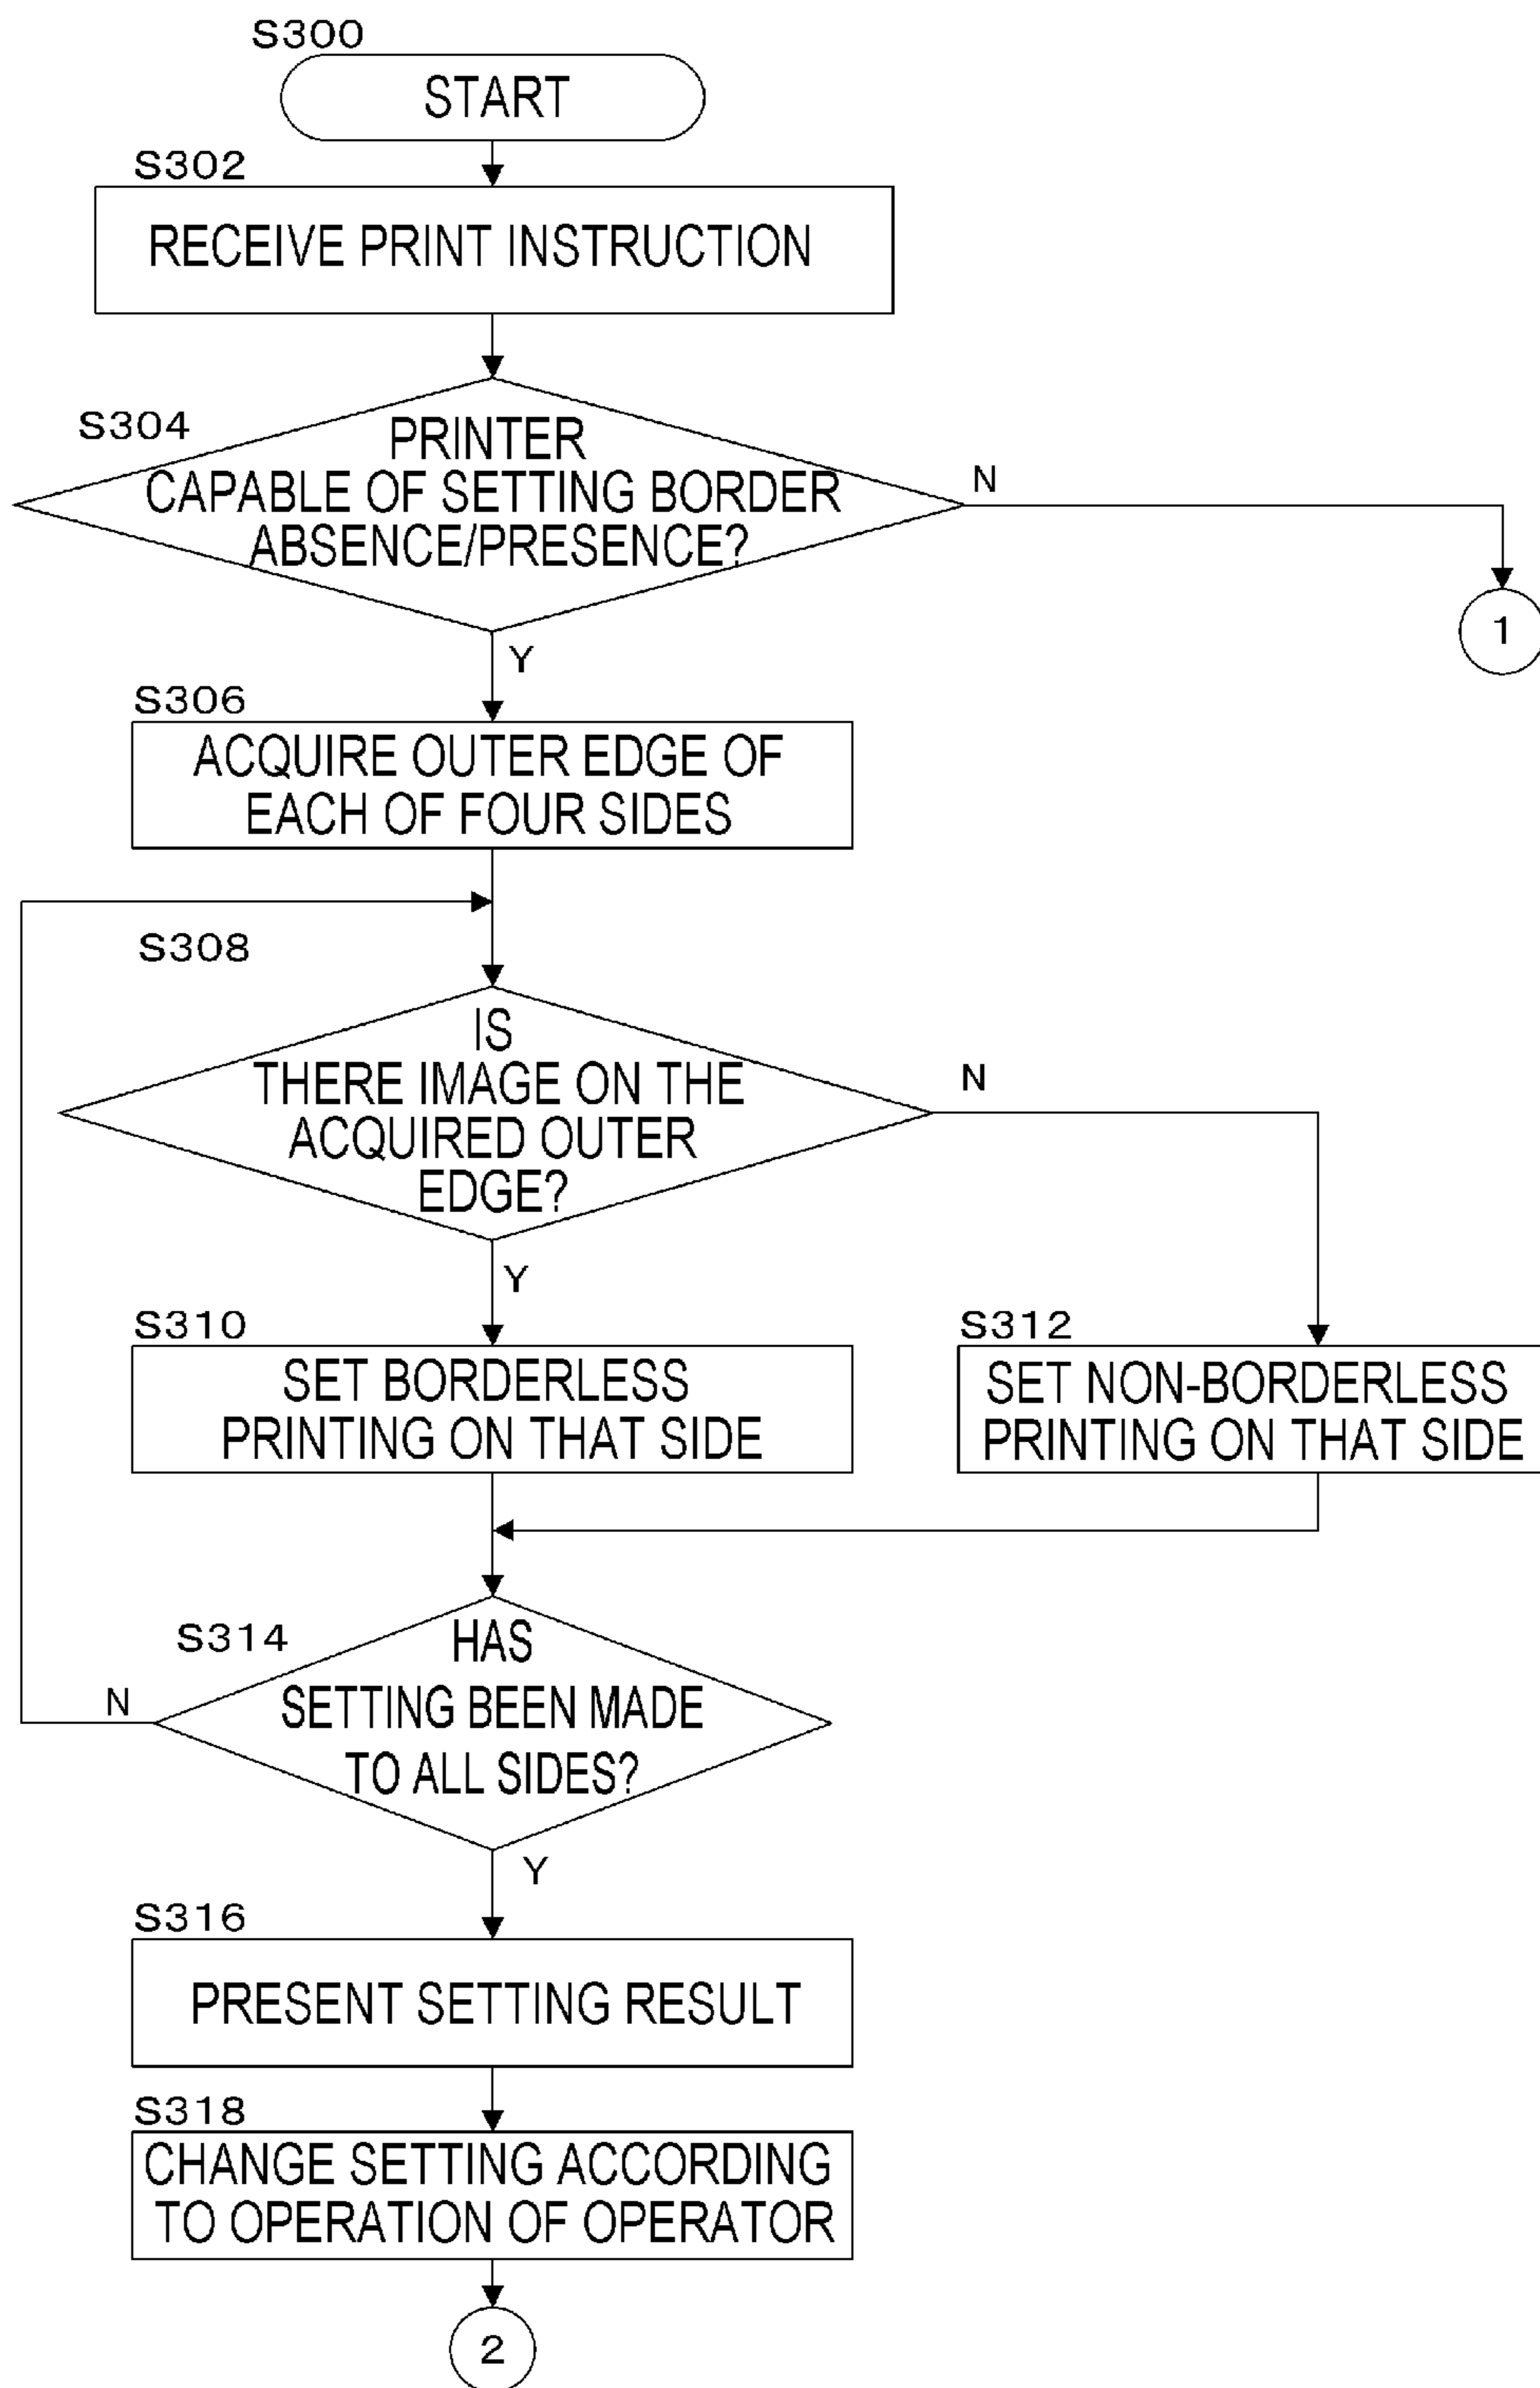 S300
START
S302
RECEIVE PRINT INSTRUCTION
S304
PRINTER
CAPABLE OF SETTING BORDER
ABSENCE/PRESENCE?
N
1
Y
S306
ACQUIRE OUTER EDGE OF
EACH OF FOUR SIDES
S308
IS
THERE IMAGE ON THE
ACQUIRED OUTER
EDGE?
N
Y
S310
SET BORDERLESS
PRINTING ON THAT SIDE
S312
SET NON-BORDERLESS
PRINTING ON THAT SIDE
S314
HAS
SETTING BEEN MADE
TO ALL SIDES?
N
Y
S316
PRESENT SETTING RESULT
S318
CHANGE SETTING ACCORDING
TO OPERATION OF OPERATOR
2